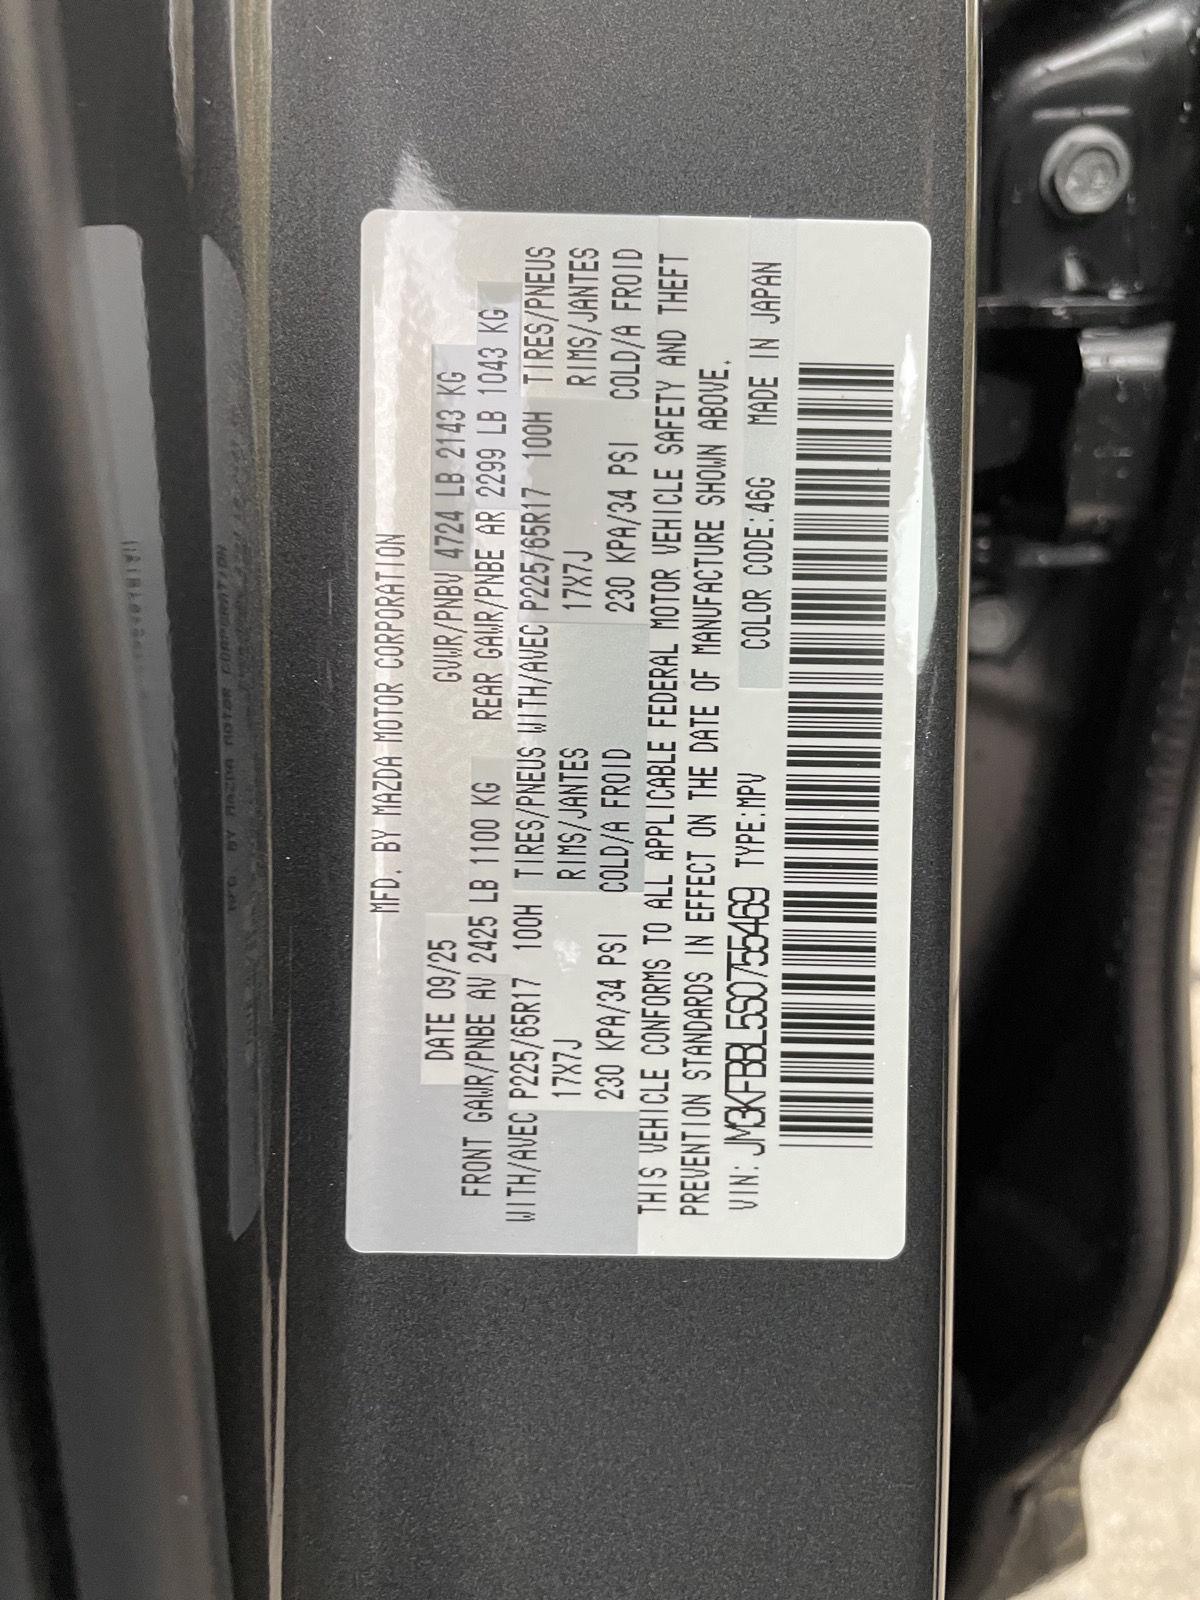 MFD. BY MAZDA MOTOR CORPORATION
DATE 09/25 GVWR/PNBV 4724 LB 2143 KG
FRONT GAWR/PNBE AV 2425 LB 1100 KG REAR GAWR/PNBE AR 2299 LB 1043 KG
WITH/AVEC P225/65R17 100H TIRES/PNEUS WITH/AVEC P225/65R17 100H TIRES/PNEUS
17X7J RIMS/JANTES 17X7J RIMS/JANTES
230 KPA/34 PSI COLD/A FROID 230 KPA/34 PSI COLD/A FROID
THIS VEHICLE CONFORMS TO ALL APPLICABLE FEDERAL MOTOR VEHICLE SAFETY AND THEFT
PREVENTION STANDARDS IN EFFECT ON THE DATE OF MANUFACTURE SHOWN ABOVE.
VIN: JM3KFBBL5S0755469 TYPE:MPV COLOR CODE:46G MADE IN JAPAN